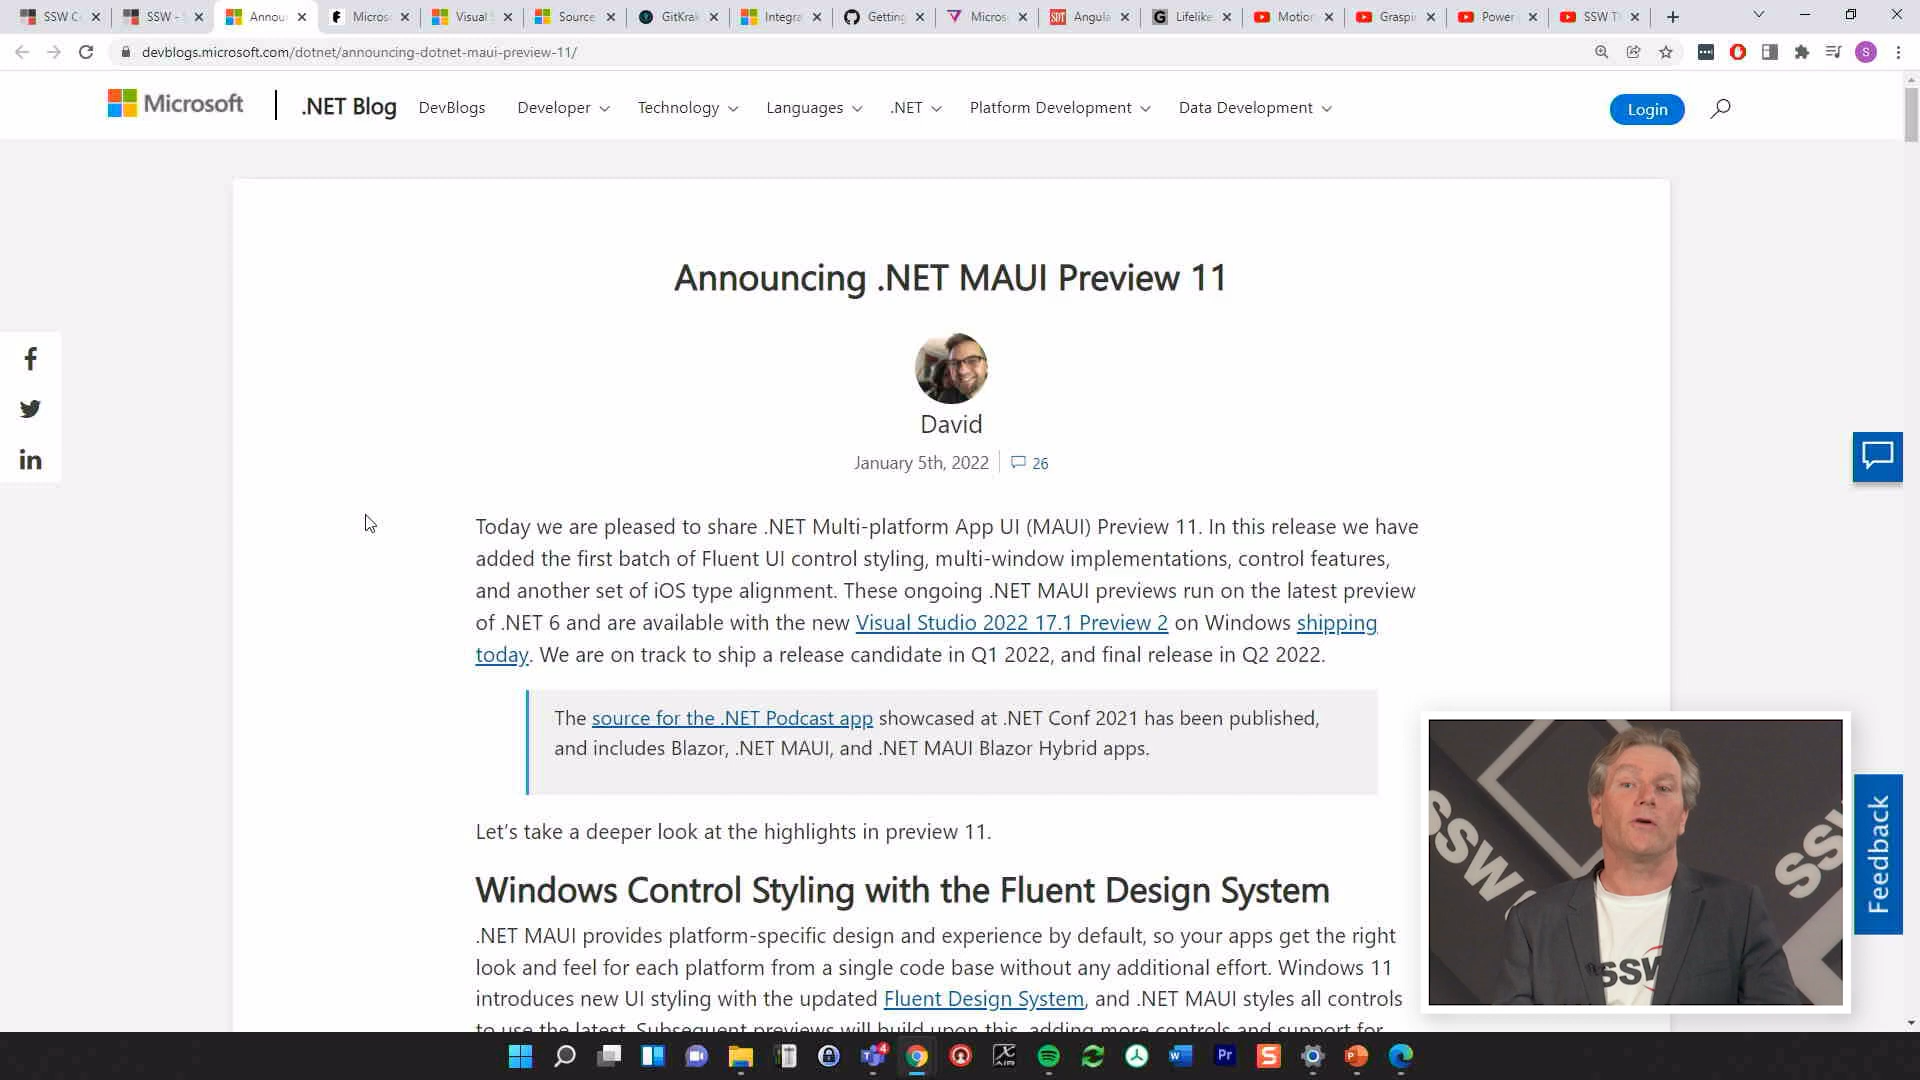 SSW C
SSW -
Annou
Micros
Visual
Source
GitKrak
Integra
Getting
Micros
Angula
Lifelike
Motion
Graspi
Power
SSW T
devblogs.microsoft.com/dotnet/announcing-dotnet-maui-preview-11/
S
Microsoft
.NET Blog
DevBlogs
Developer
Technology
Languages
.NET
Platform Development
Data Development
Login
Announcing .NET MAUI Preview 11
David
January 5th, 2022
26
Today we are pleased to share .NET Multi-platform App UI (MAUI) Preview 11. In this release we have
added the first batch of Fluent UI control styling, multi-window implementations, control features,
and another set of iOS type alignment. These ongoing .NET MAUI previews run on the latest preview
of .NET 6 and are available with the new Visual Studio 2022 17.1 Preview 2 on Windows shipping
today. We are on track to ship a release candidate in Q1 2022, and final release in Q2 2022.
The source for the .NET Podcast app showcased at .NET Conf 2021 has been published,
and includes Blazor, .NET MAUI, and .NET MAUI Blazor Hybrid apps.
Let's take a deeper look at the highlights in preview 11.
Windows Control Styling with the Fluent Design System
.NET MAUI provides platform-specific design and experience by default, so your apps get the right
look and feel for each platform from a single code base without any additional effort. Windows 11
introduces new UI styling with the updated Fluent Design System, and .NET MAUI styles all controls
to use the latest. Subsequent previews will build upon this, adding more controls and support for
SSW
SSW
SSW
Feedback
4
Pr